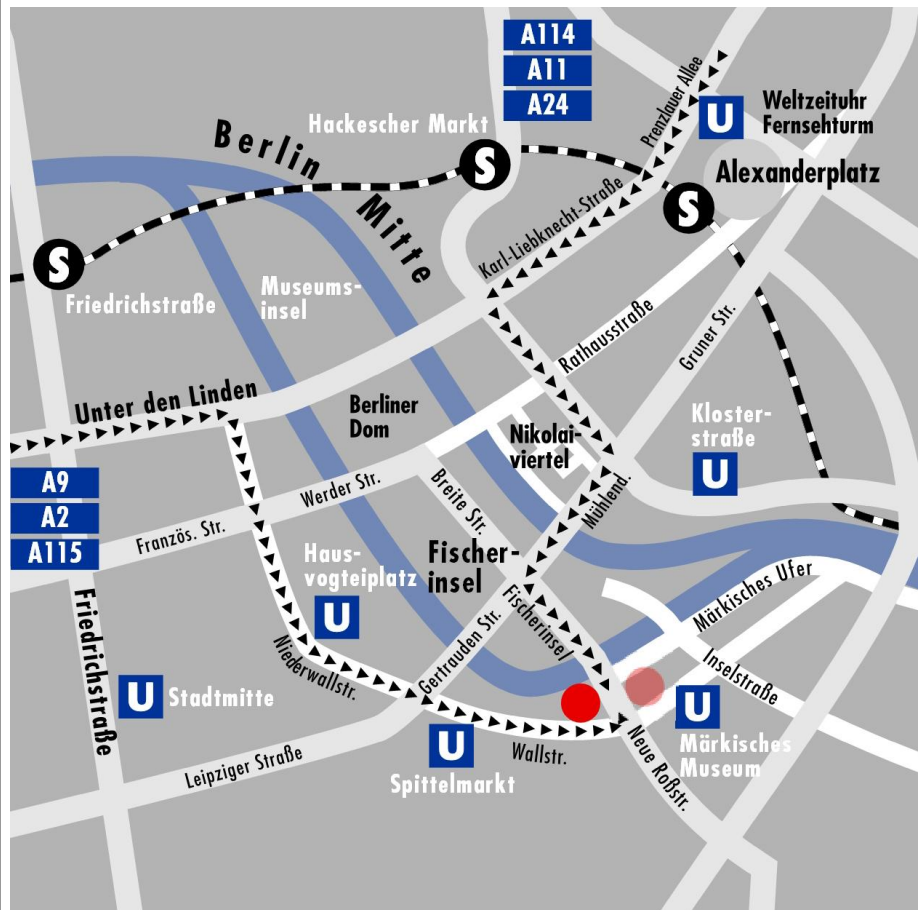 A114
A11
A24
Prenzlauer Allee
U
Weltzeituhr
Fernsehturm
Hackescher Markt
Berlin
Mitte
S
Alexanderplatz
S
S
Karl-Liebknecht-Straße
Friedrichstraße
Museums-
insel
Rathausstraße
Gruner Str.
Unter den Linden
Berliner
Dom
Nikolai-
viertel
Kloster-
straße
U
A9
A2
A115
Werder Str.
Breite Str.
Mühlend.
Französ. Str.
Haus-
vogteiplatz
U
Fischer-
insel
Märkisches Ufer
Friedrichstraße
Niederwallstr.
Gertrauden Str.
Fischerinsel
Inselstraße
U
Stadtmitte
U
Märkisches
Museum
U
Spittelmarkt
Wallstr.
Neue Roßstr.
Leipziger Straße